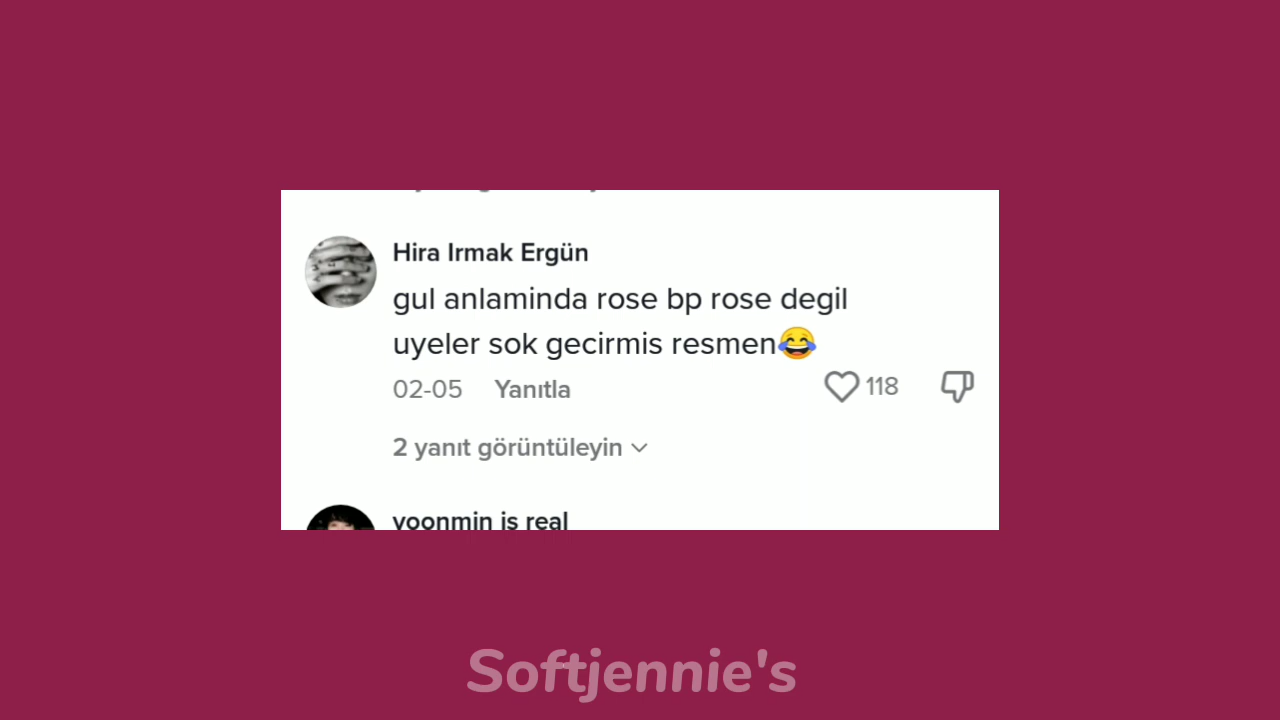 Hira Irmak Ergün
gul anlaminda rose bp rose degil
uyeler sok gecirmis resmen😂
02-05 Yanıtla 118
2 yanıt görüntüleyin
yoonmin is real
Softjennie's